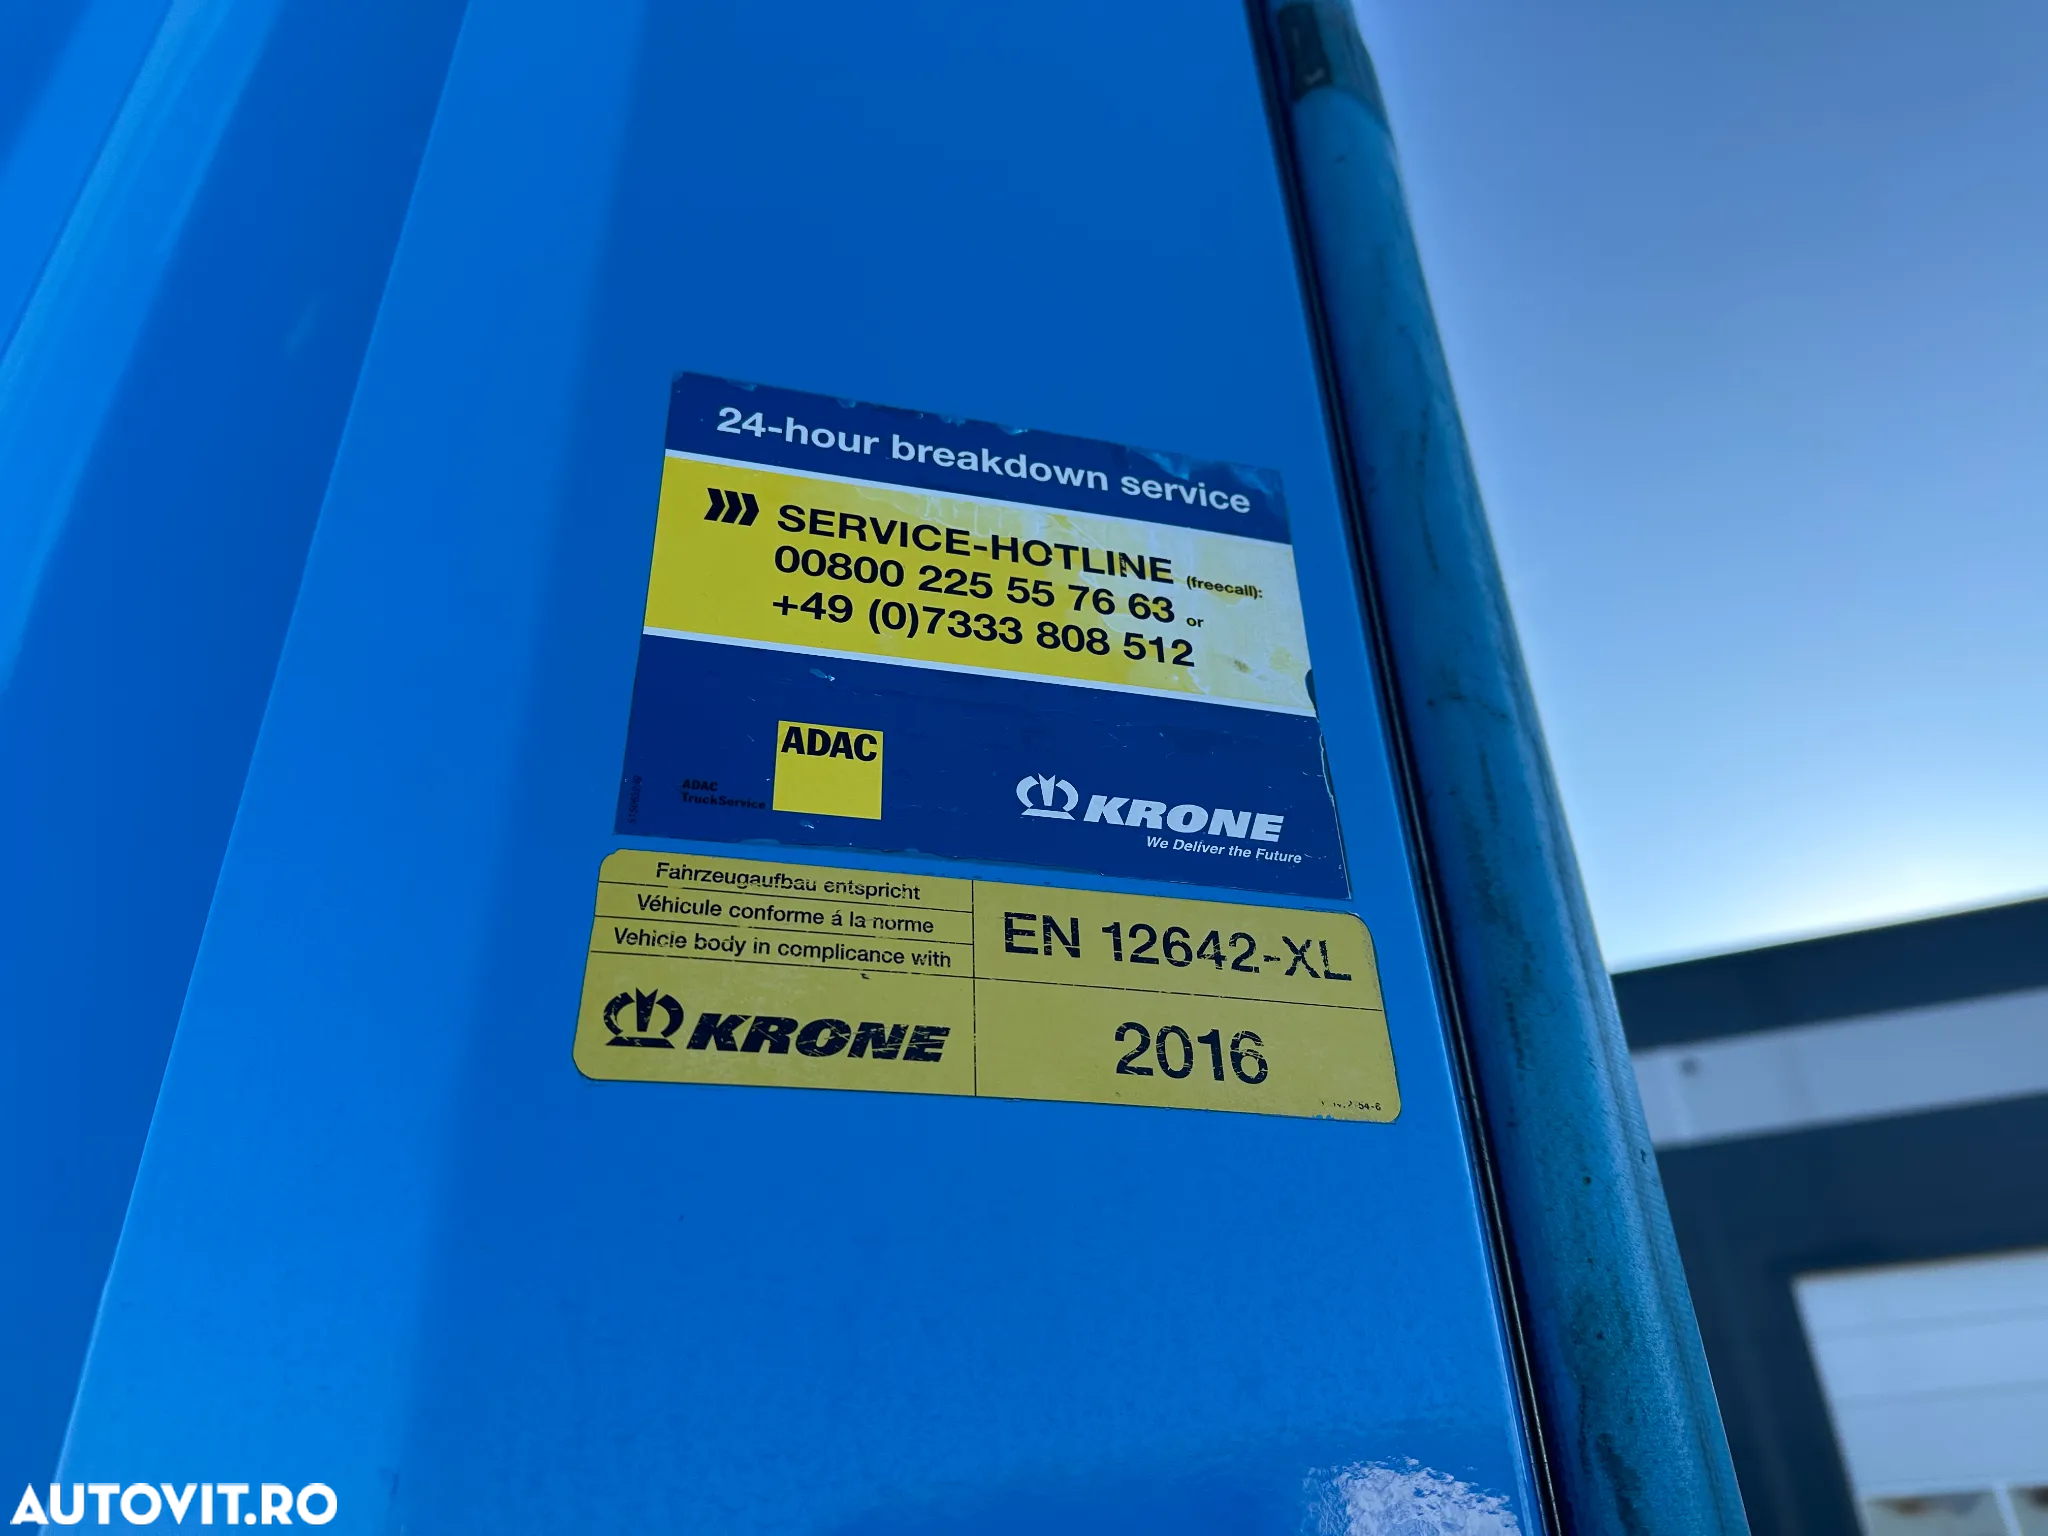 24-hour breakdown service
SERVICE-HOTLINE (freecall):
00800 225 55 76 63 or
+49 (0)7333 808 512
ADAC
ADAC
TruckService
KRONE
We Deliver the Future
Fahrzeugaufbau entspricht
Véhicule conforme á la norme
Vehicle body in complicance with
EN 12642-XL
KRONE
2016
AUTOVIT.RO